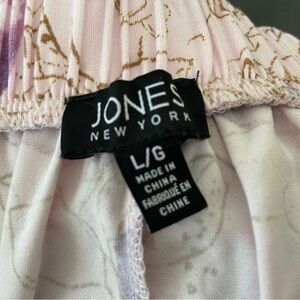 JONES
NEW YORK
L/G
MADE IN
CHINA
FABRIQUÉ EN
CHINE